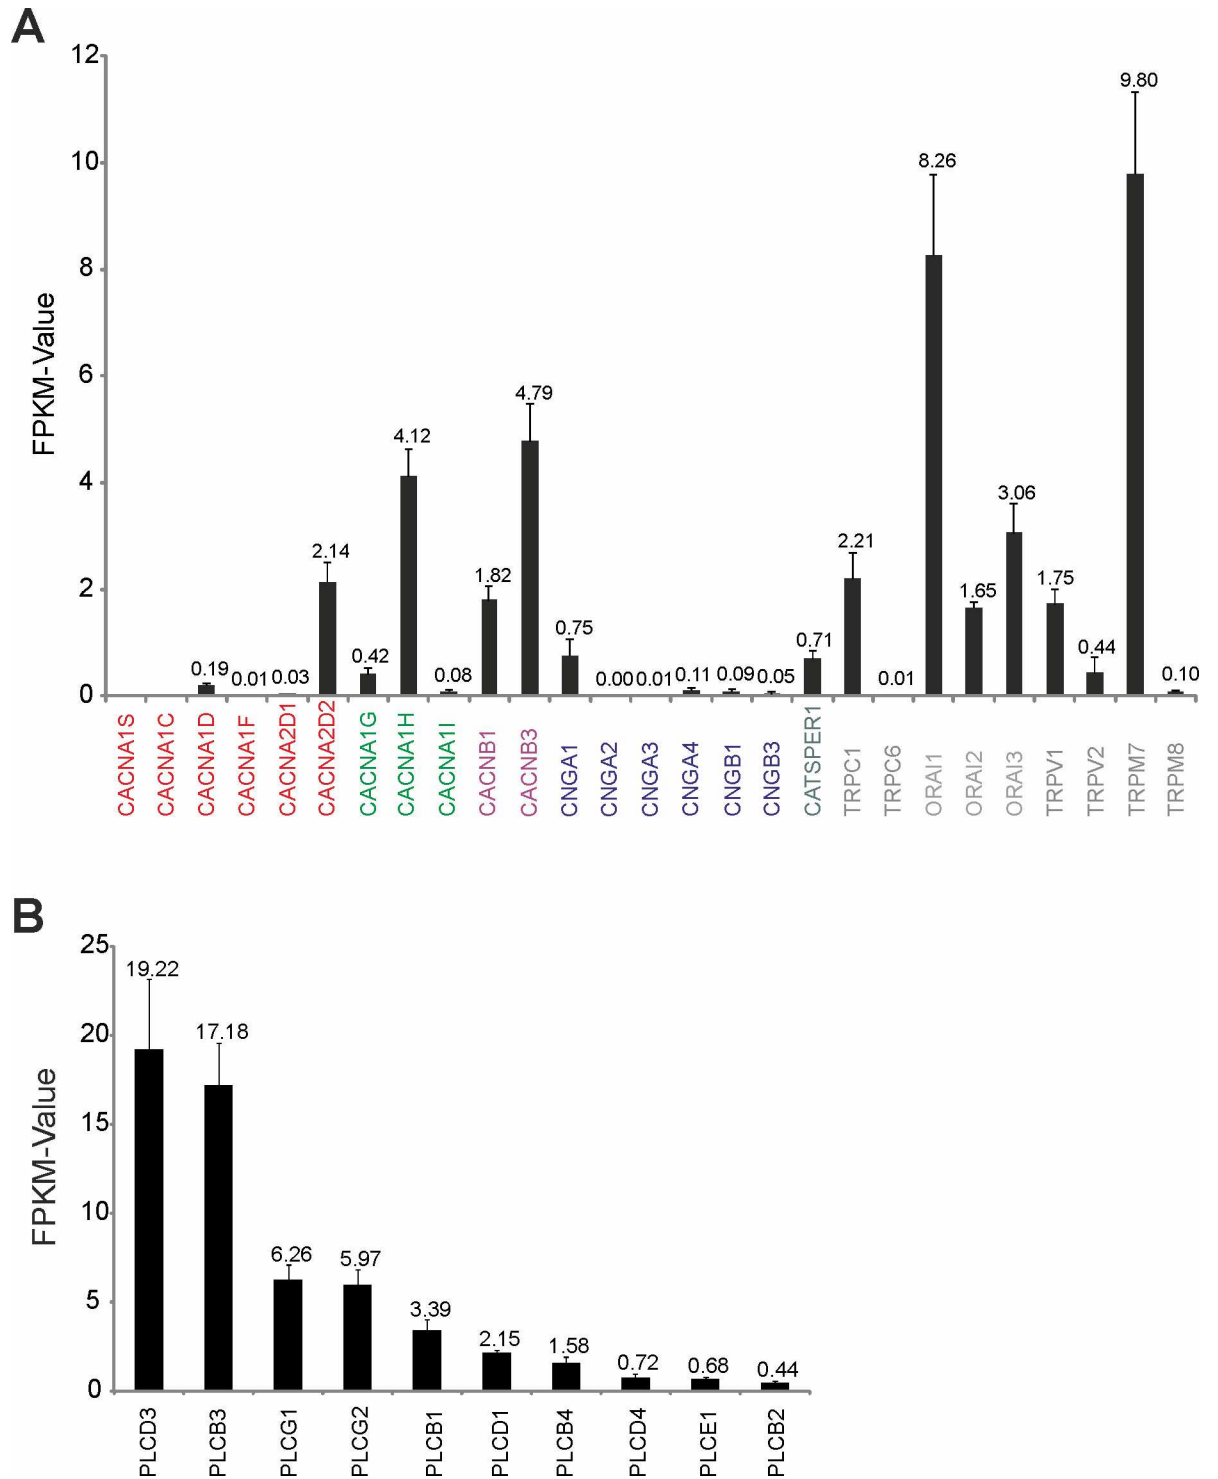 A
FPKM-Value
12
10
8
6
4
2
0
0.19
0.01
0.03
2.14
0.42
4.12
0.08
1.82
4.79
0.75
0.00
0.01
0.11
0.09
0.05
0.71
2.21
0.01
8.26
1.65
3.06
1.75
0.44
9.80
0.10
CACNA1S
CACNA1C
CACNA1D
CACNA1F
CACNA2D1
CACNA2D2
CACNA1G
CACNA1H
CACNA1I
CACNB1
CACNB3
CNGA1
CNGA2
CNGA3
CNGA4
CNGB1
CNGB3
CATSPER1
TRPC1
TRPC6
ORAI1
ORAI2
ORAI3
TRPV1
TRPV2
TRPM7
TRPM8
B
FPKM-Value
25
20
15
10
5
0
19.22
17.18
6.26
5.97
3.39
2.15
1.58
0.72
0.68
0.44
PLCD3
PLCB3
PLCG1
PLCG2
PLCB1
PLCD1
PLCB4
PLCD4
PLCE1
PLCB2